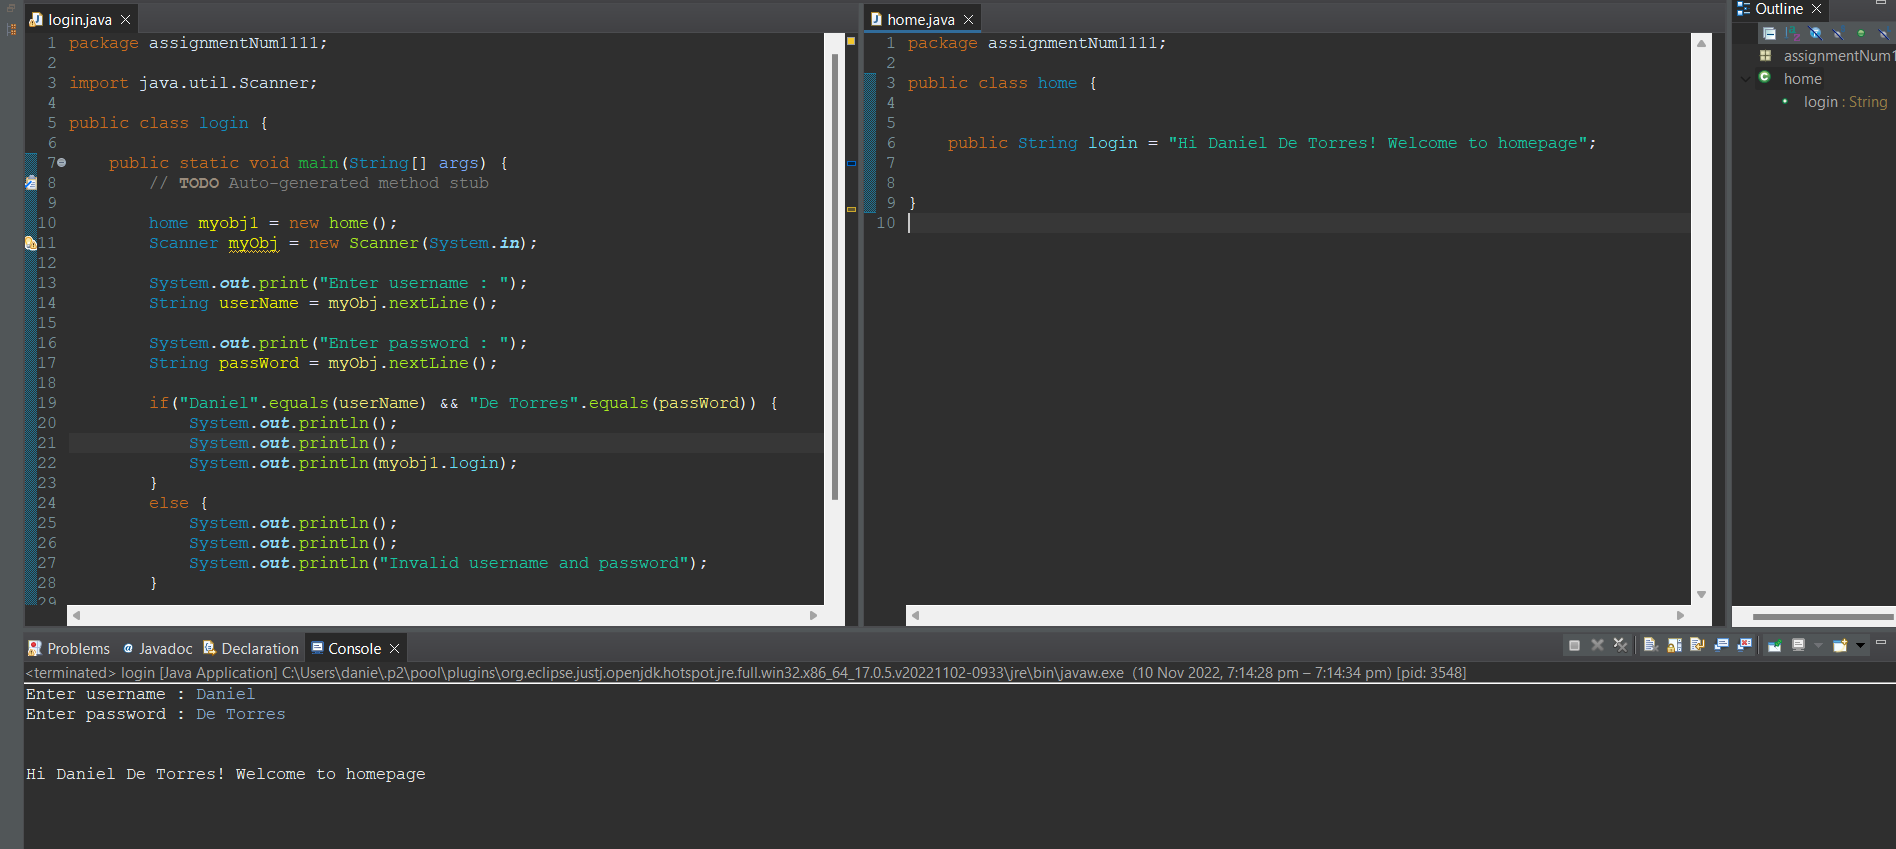 login.java
1 package assignmentNum1111;
2
3 import java.util.Scanner;
4
5 public class login {
6
7 public static void main(String[] args) {
8 // TODO Auto-generated method stub
9
10 home myobj1 = new home();
11 Scanner myObj = new Scanner(System.in);
12
13 System.out.print("Enter username : ");
14 String userName = myObj.nextLine();
15
16 System.out.print("Enter password : ");
17 String passWord = myObj.nextLine();
18
19 if("Daniel".equals(userName) && "De Torres".equals(passWord)) {
20 System.out.println();
21 System.out.println();
22 System.out.println(myobj1.login);
23 }
24 else {
25 System.out.println();
26 System.out.println();
27 System.out.println("Invalid username and password");
28 }
29
home.java
1 package assignmentNum1111;
2
3 public class home {
4
5
6 public String login = "Hi Daniel De Torres! Welcome to homepage";
7
8
9 }
10
Outline
assignmentNum1
home
login : String
Problems Javadoc Declaration Console
<terminated> login [Java Application] C:\Users\danie\.p2\pool\plugins\org.eclipse.justj.openjdk.hotspot.jre.full.win32.x86_64_17.0.5.v20221102-0933\jre\bin\javaw.exe (10 Nov 2022, 7:14:28 pm – 7:14:34 pm) [pid: 3548]
Enter username : Daniel
Enter password : De Torres
Hi Daniel De Torres! Welcome to homepage